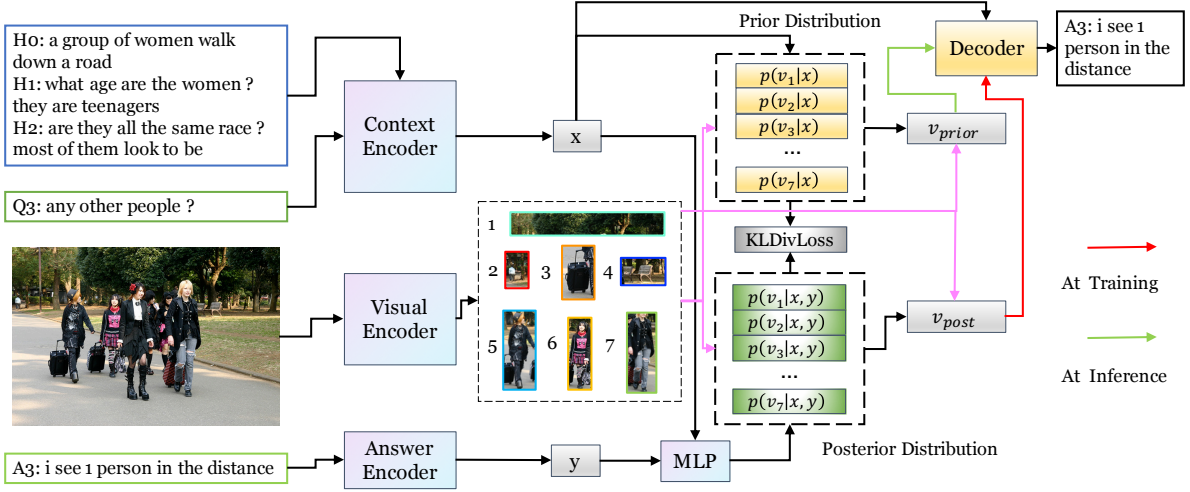 H0: a group of women walk
down a road
H1: what age are the women ?
they are teenagers
H2: are they all the same race ?
most of them look to be
Q3: any other people ?
A3: i see 1 person in the distance
Context
Encoder
Visual
Encoder
Answer
Encoder
x
y
MLP
1
2
3
4
5
6
7
Prior Distribution
p(v₁|x)
p(v₂|x)
p(v₃|x)
...
p(v₇|x)
KLDivLoss
p(v₁|x, y)
p(v₂|x, y)
p(v₃|x, y)
...
p(v₇|x, y)
Posterior Distribution
v_prior
v_post
Decoder
A3: i see 1
person in the
distance
At Training
At Inference